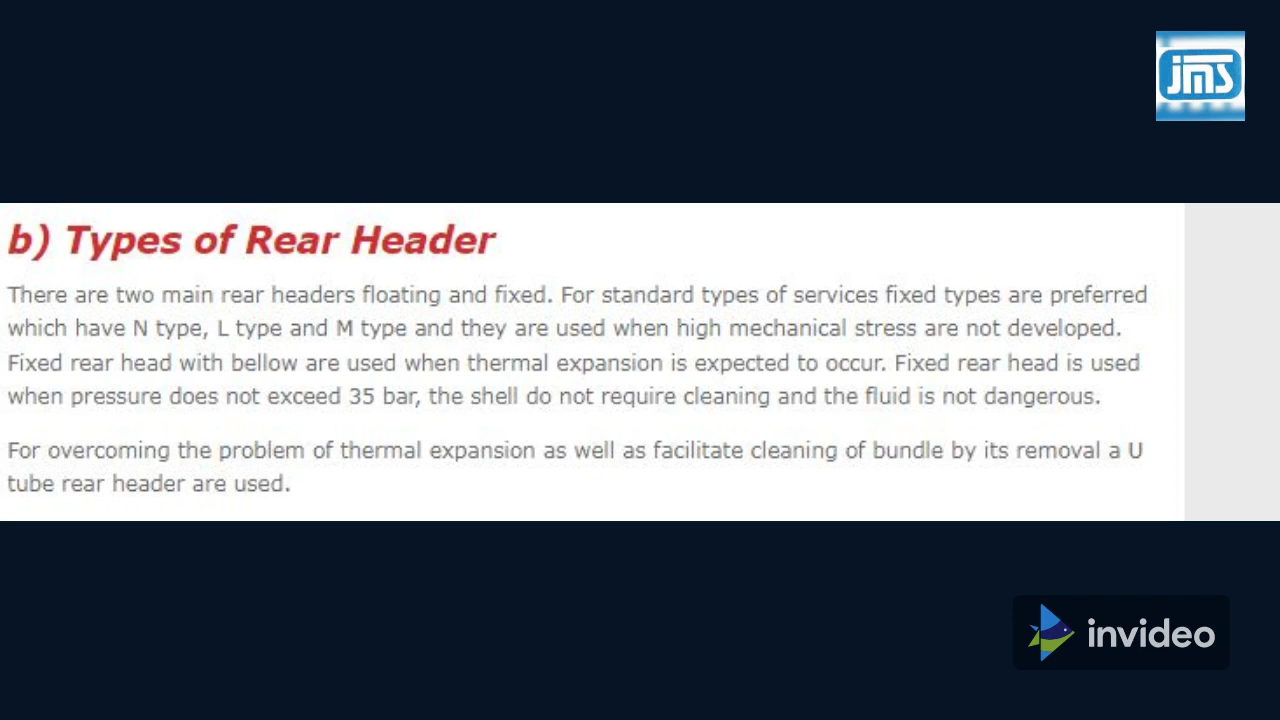 jms
b) Types of Rear Header
There are two main rear headers floating and fixed. For standard types of services fixed types are preferred
which have N type, L type and M type and they are used when high mechanical stress are not developed.
Fixed rear head with bellow are used when thermal expansion is expected to occur. Fixed rear head is used
when pressure does not exceed 35 bar, the shell do not require cleaning and the fluid is not dangerous.
For overcoming the problem of thermal expansion as well as facilitate cleaning of bundle by its removal a U
tube rear header are used.
invideo